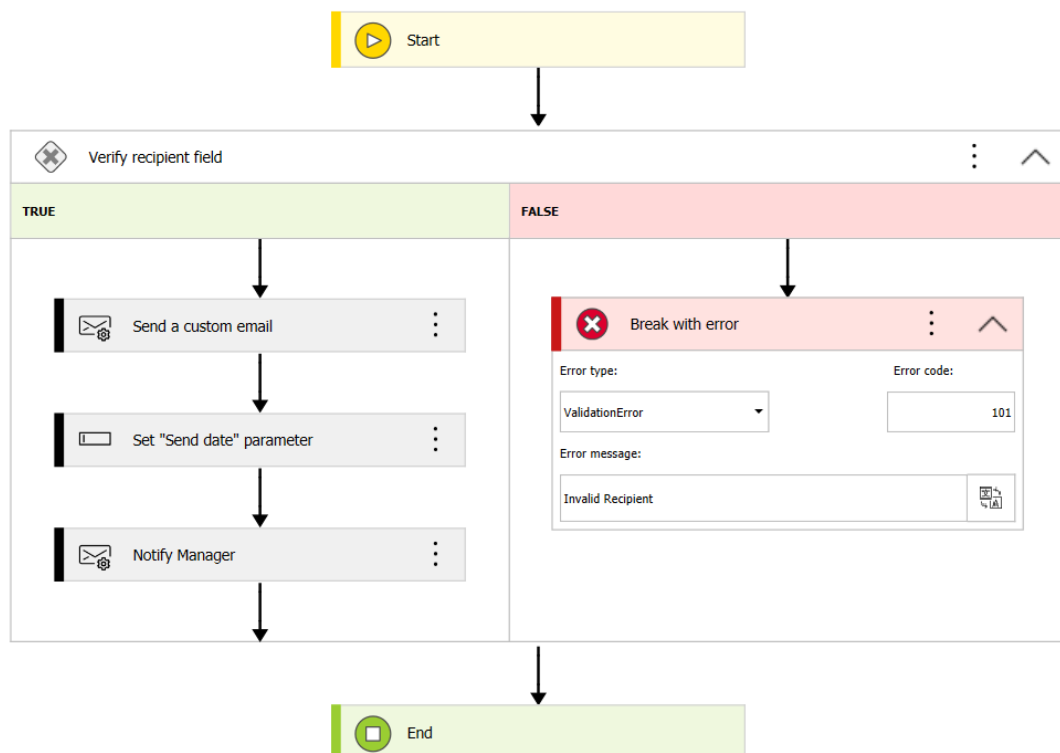 Start
Verify recipient field
TRUE
FALSE
Send a custom email
Set "Send date" parameter
Notify Manager
Break with error
Error type:
Error code:
ValidationError
101
Error message:
Invalid Recipient
End